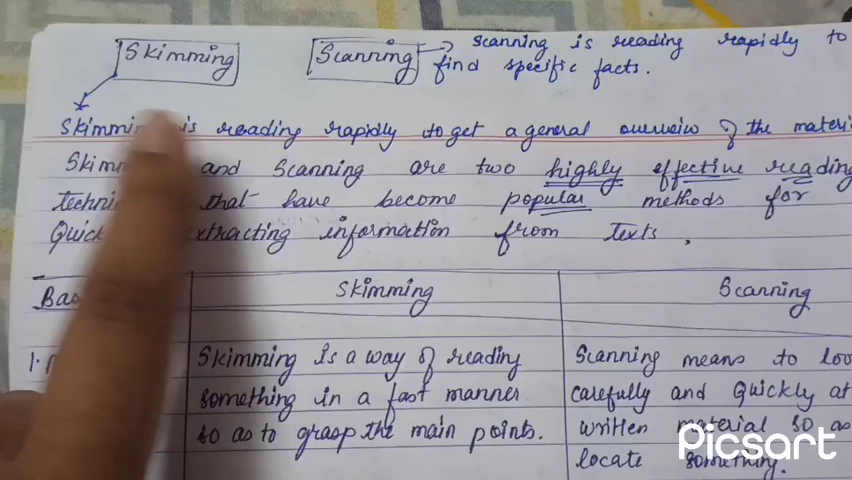 Skimming Scanning → Scanning is reading rapidly to
find specific facts.
Skimming is reading rapidly to get a general overview of the
Skimm and Scanning are two highly effective reading
that have become popular methods for
Quick extracting information from texts.
Skimming Scanning
1. Skimming is a way of reading Scanning means to
something in a fast manner carefully and Quickly at
so as to grasp the main points. written material so as
locate something.
Picsart